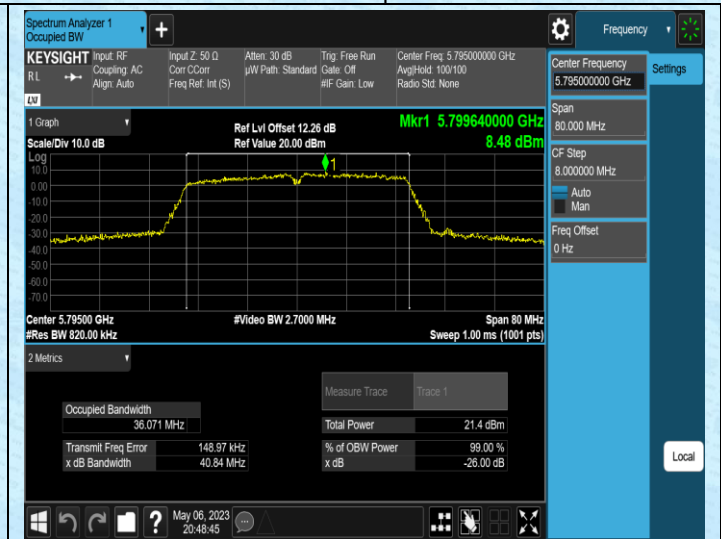 Spectrum Analyzer 1
Occupied BW
+
Frequency
KEYSIGHT
R L
LXI
Input: RF
Coupling: AC
Align: Auto
Input Z: 50 Ω
Corr CCorr
Freq Ref: Int (S)
Atten: 30 dB
µW Path: Standard
Trig: Free Run
Gate: Off
#IF Gain: Low
Center Freq: 5.795000000 GHz
Avg|Hold: 100/100
Radio Std: None
Center Frequency
5.795000000 GHz
Settings
Span
80.000 MHz
CF Step
8.000000 MHz
Auto
Man
Freq Offset
0 Hz
1 Graph
Scale/Div 10.0 dB
Ref Lvl Offset 12.26 dB
Ref Value 20.00 dBm
Mkr1 5.799640000 GHz
8.48 dBm
Log
10.0
0.00
-10.0
-20.0
-30.0
-40.0
-50.0
-60.0
-70.0
1
Center 5.79500 GHz
#Res BW 820.00 kHz
#Video BW 2.7000 MHz
Span 80 MHz
Sweep 1.00 ms (1001 pts)
2 Metrics
Measure Trace Trace 1
Occupied Bandwidth
36.071 MHz
Total Power 21.4 dBm
Transmit Freq Error 148.97 kHz
% of OBW Power 99.00 %
x dB Bandwidth 40.84 MHz
x dB -26.00 dB
Local
?
May 06, 2023
20:48:45